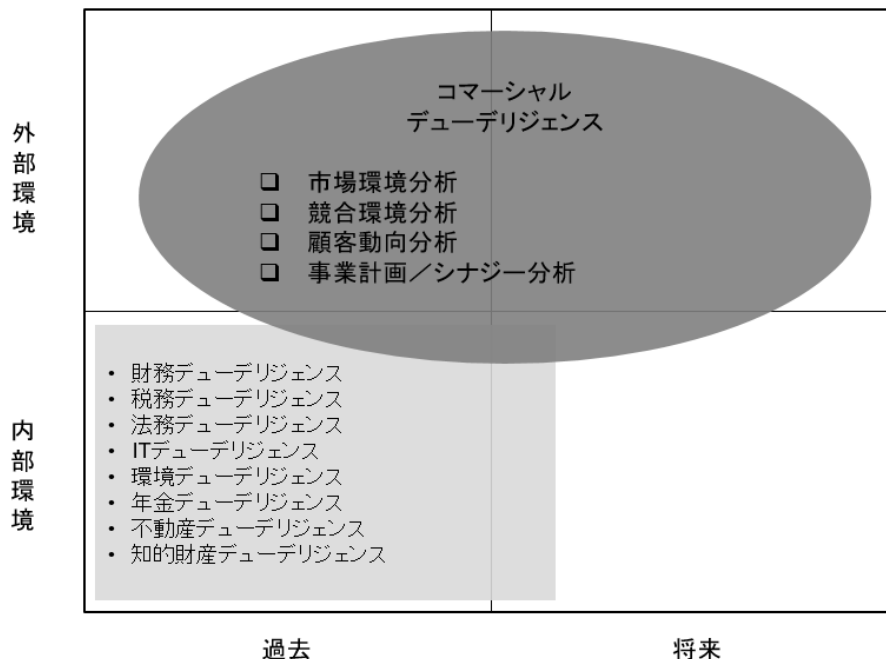 外部環境
コマーシャル
デューデリジェンス
❑ 市場環境分析
❑ 競合環境分析
❑ 顧客動向分析
❑ 事業計画／シナジー分析
内部環境
• 財務デューデリジェンス
• 税務デューデリジェンス
• 法務デューデリジェンス
• ITデューデリジェンス
• 環境デューデリジェンス
• 年金デューデリジェンス
• 不動産デューデリジェンス
• 知的財産デューデリジェンス
過去
将来